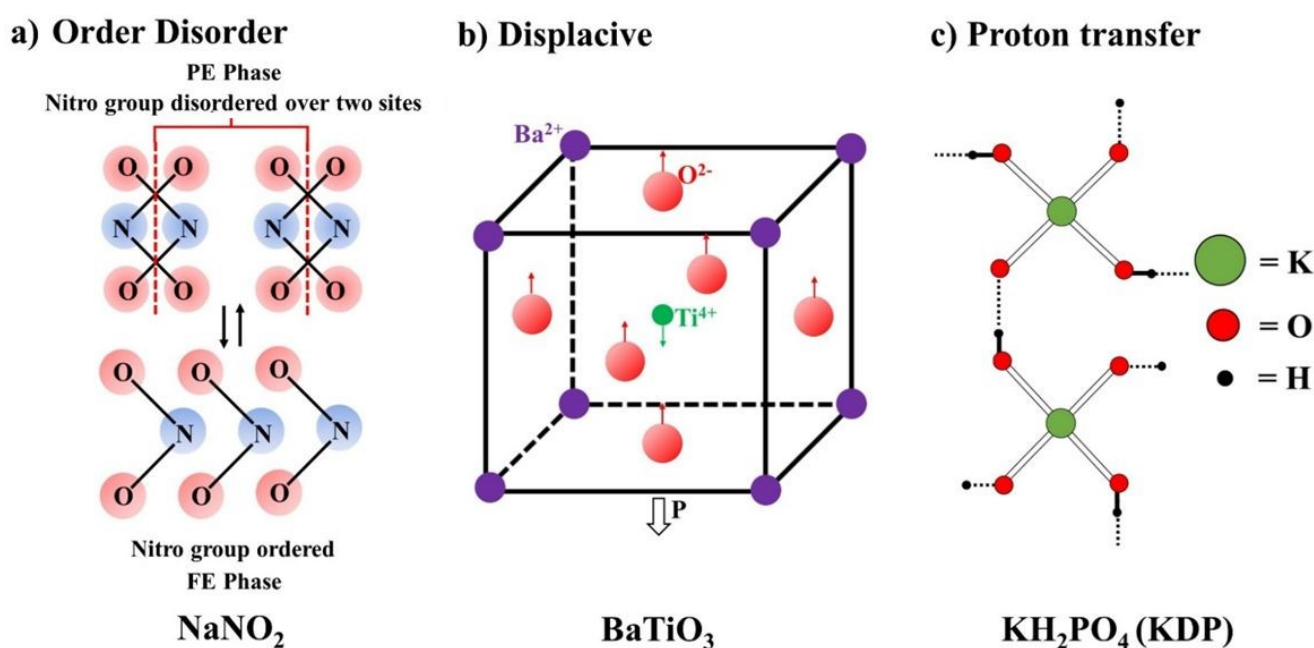 a) Order Disorder
PE Phase
Nitro group disordered over two sites
O O O O
N N N N
O O O O
O O O
N N N
O O O
Nitro group ordered
FE Phase
NaNO₂
b) Displacive
Ba²⁺
O²⁻
Ti⁴⁺
P
BaTiO₃
c) Proton transfer
= K
= O
= H
KH₂PO₄ (KDP)